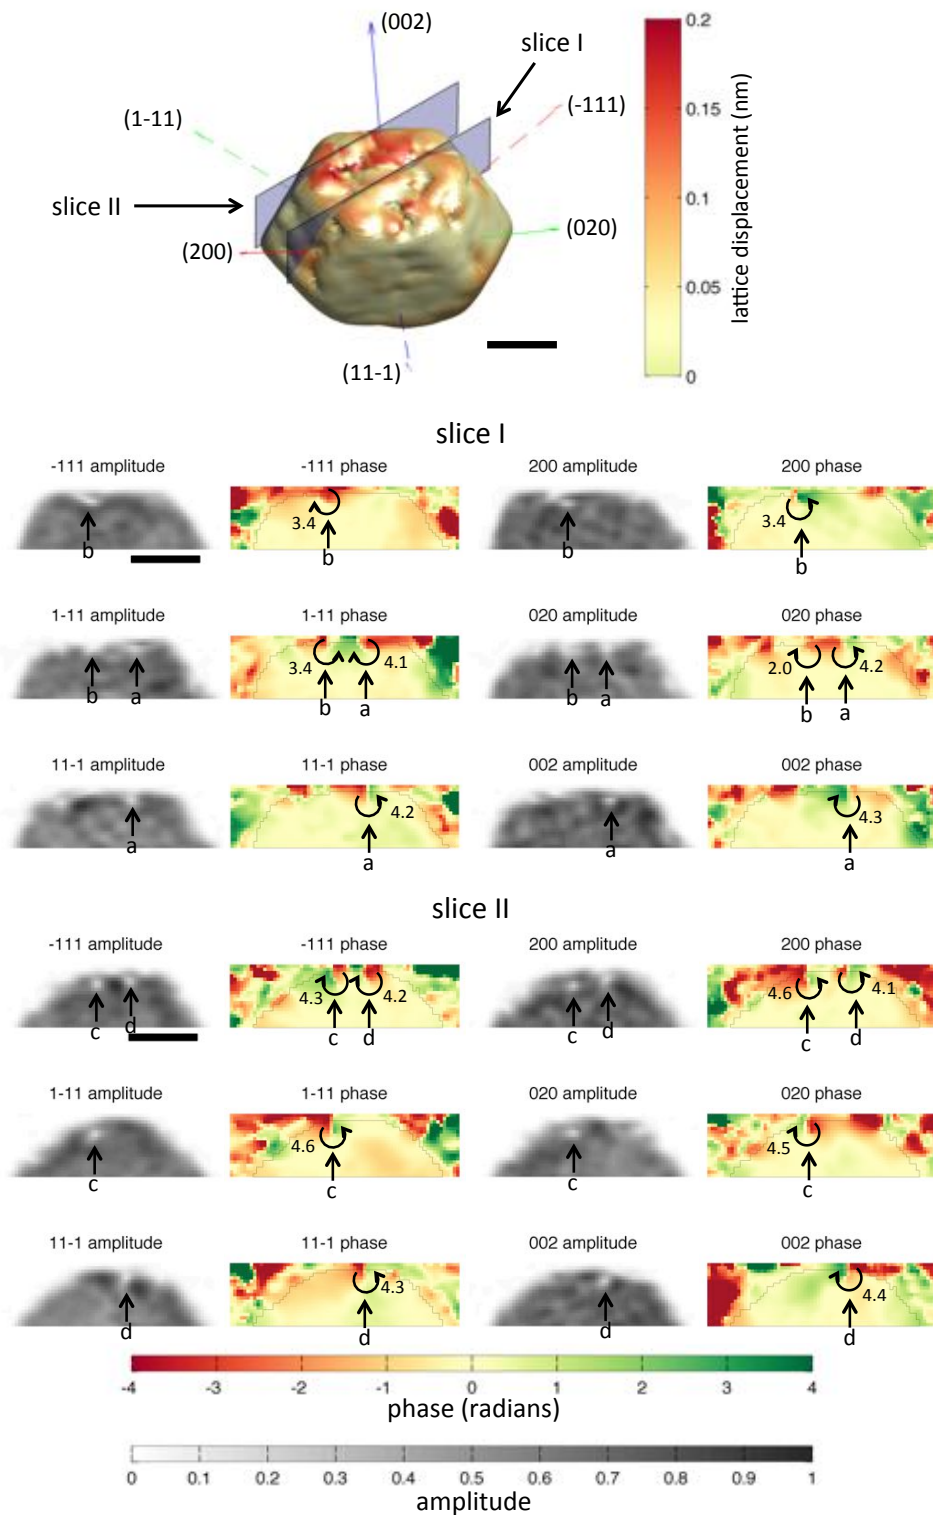 (002)
slice I
(1-11)
(-111)
slice II
(200)
(020)
(11-1)
0.2
0.15
0.1
0.05
0
lattice displacement (nm)
slice I
-111 amplitude
-111 phase
200 amplitude
200 phase
b
3.4
b
b
3.4
b
1-11 amplitude
1-11 phase
020 amplitude
020 phase
b a
3.4 4.1
b a
b a
2.0 4.2
b a
11-1 amplitude
11-1 phase
002 amplitude
002 phase
a
4.2
a
a
4.3
a
slice II
-111 amplitude
-111 phase
200 amplitude
200 phase
c d
4.3 4.2
c d
c d
4.6 4.1
c d
1-11 amplitude
1-11 phase
020 amplitude
020 phase
c
4.6
c
c
4.5
c
11-1 amplitude
11-1 phase
002 amplitude
002 phase
d
4.3
d
d
4.4
d
-4 -3 -2 -1 0 1 2 3 4
phase (radians)
0 0.1 0.2 0.3 0.4 0.5 0.6 0.7 0.8 0.9 1
amplitude